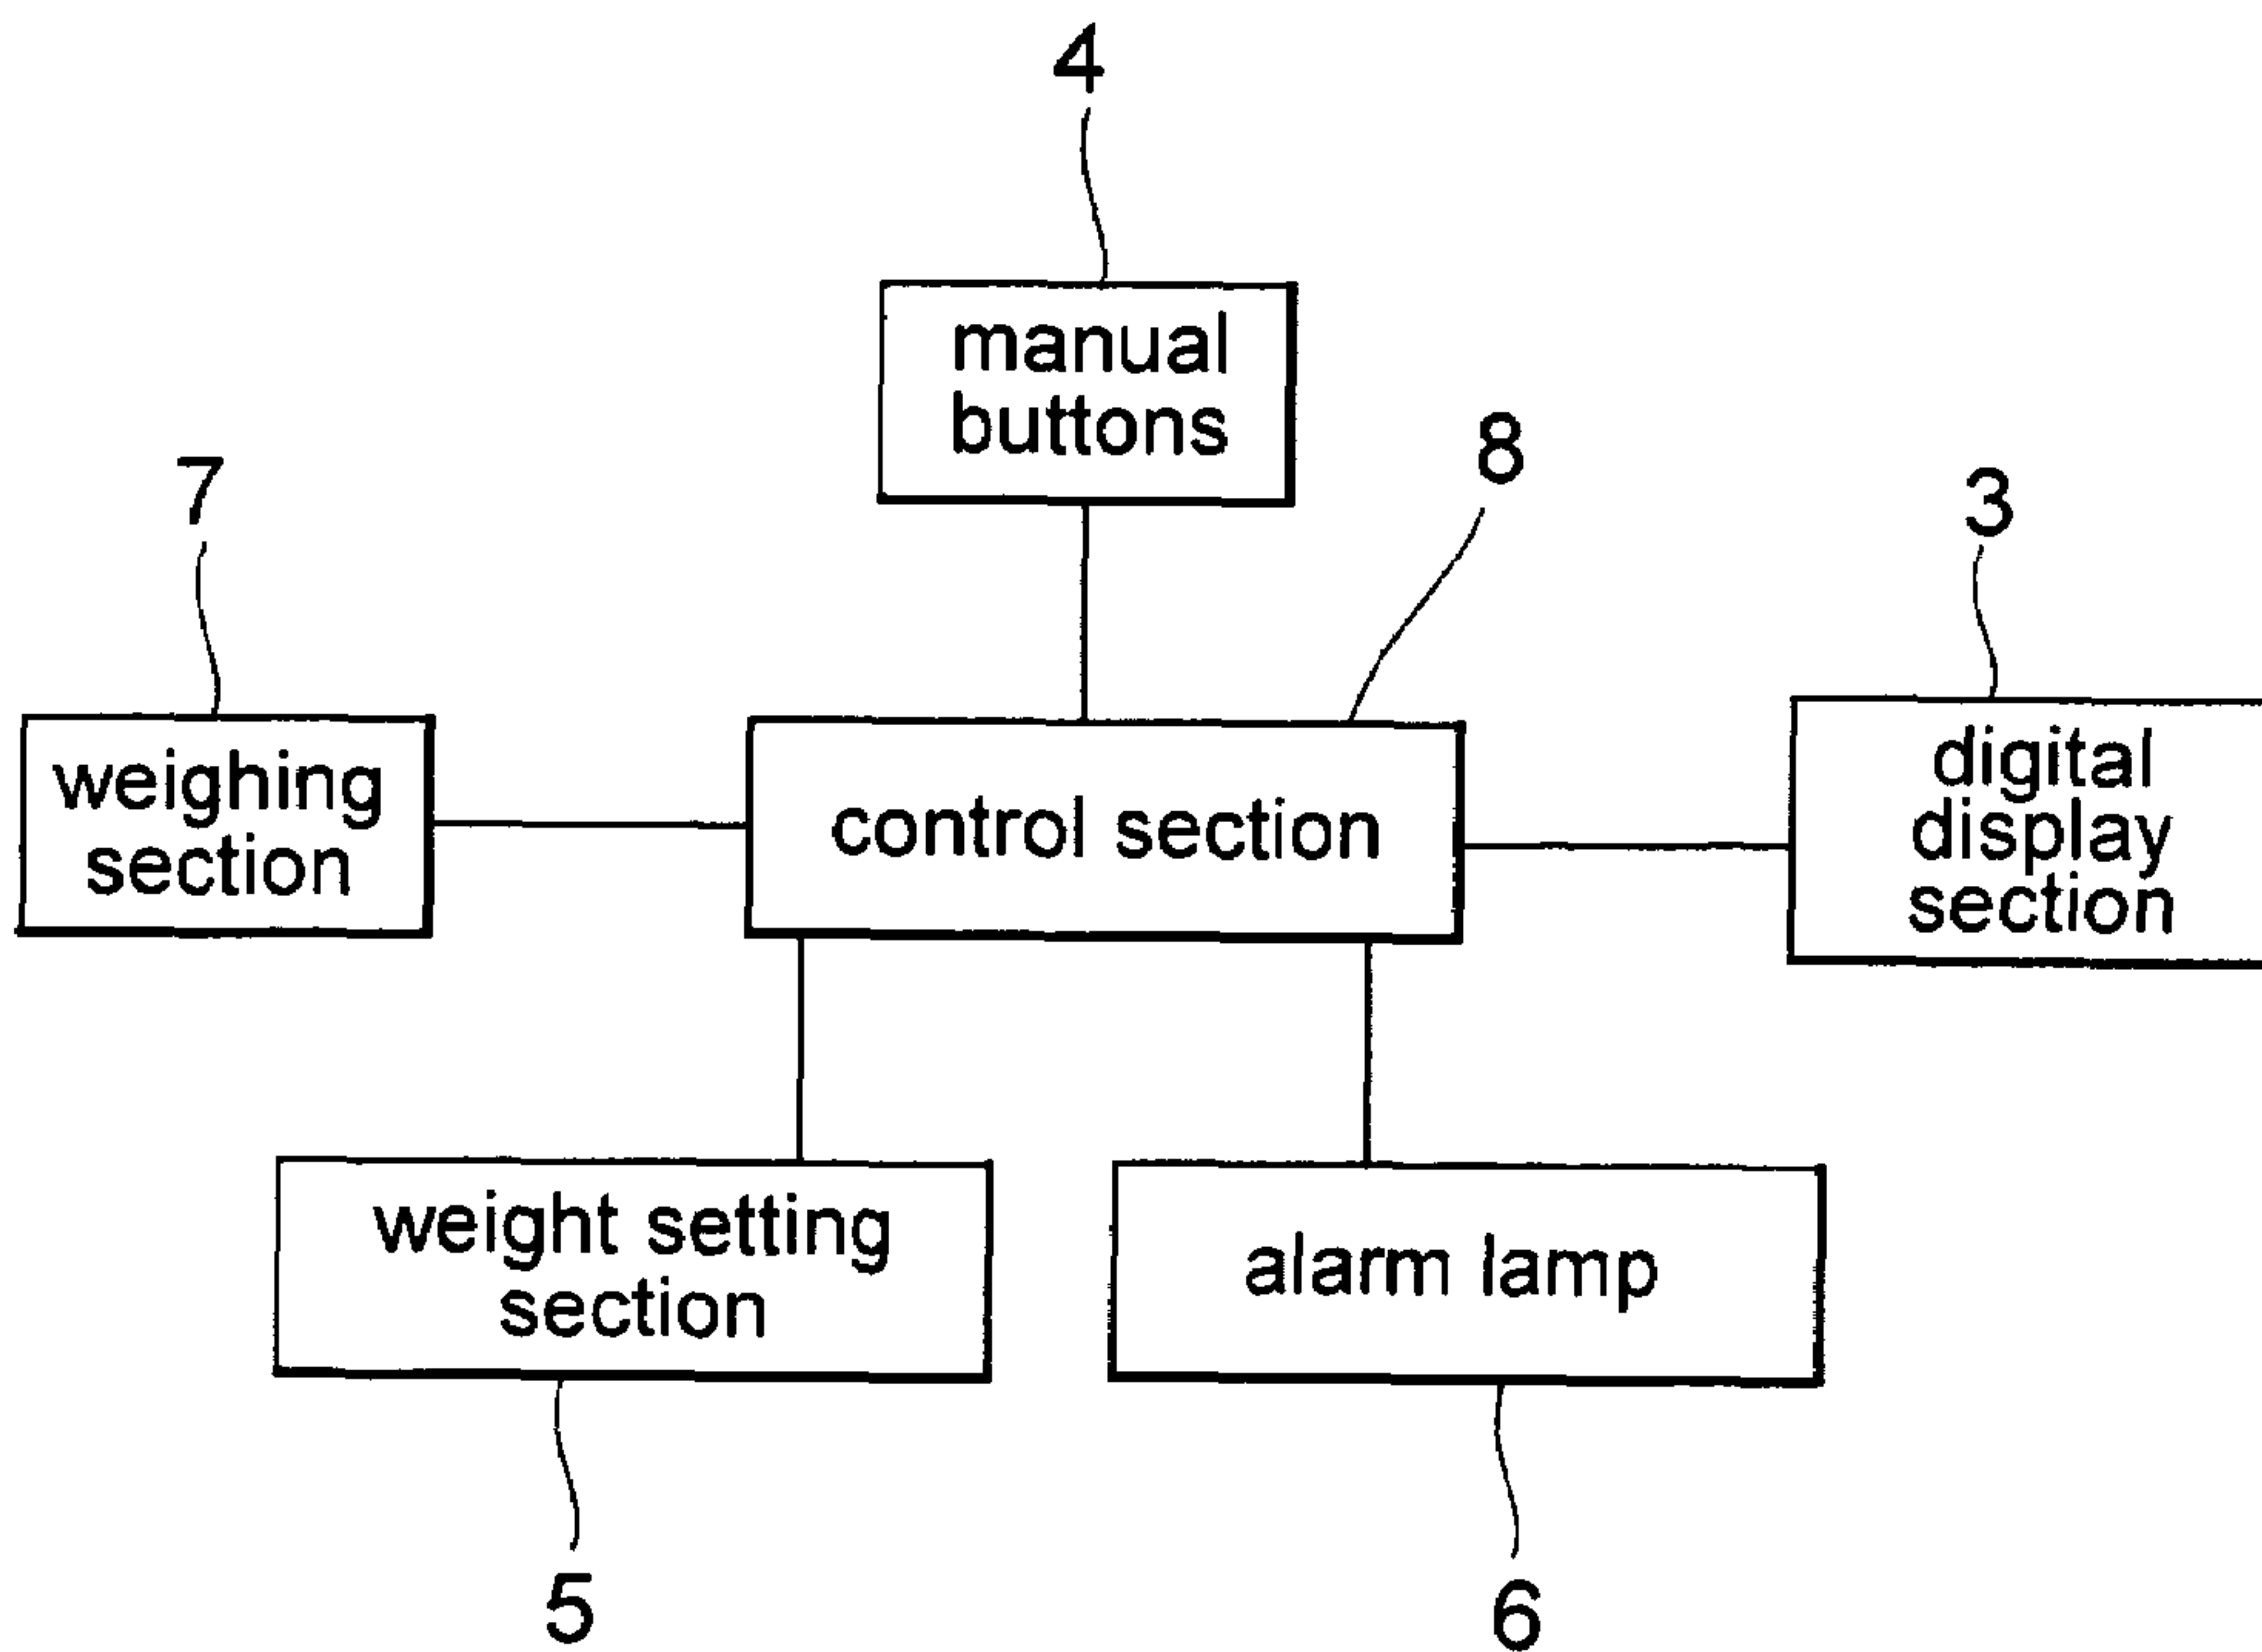 4
manual
buttons
8
7
3
weighing
section
control section
digital
display
section
weight setting
section
alarm lamp
5
6